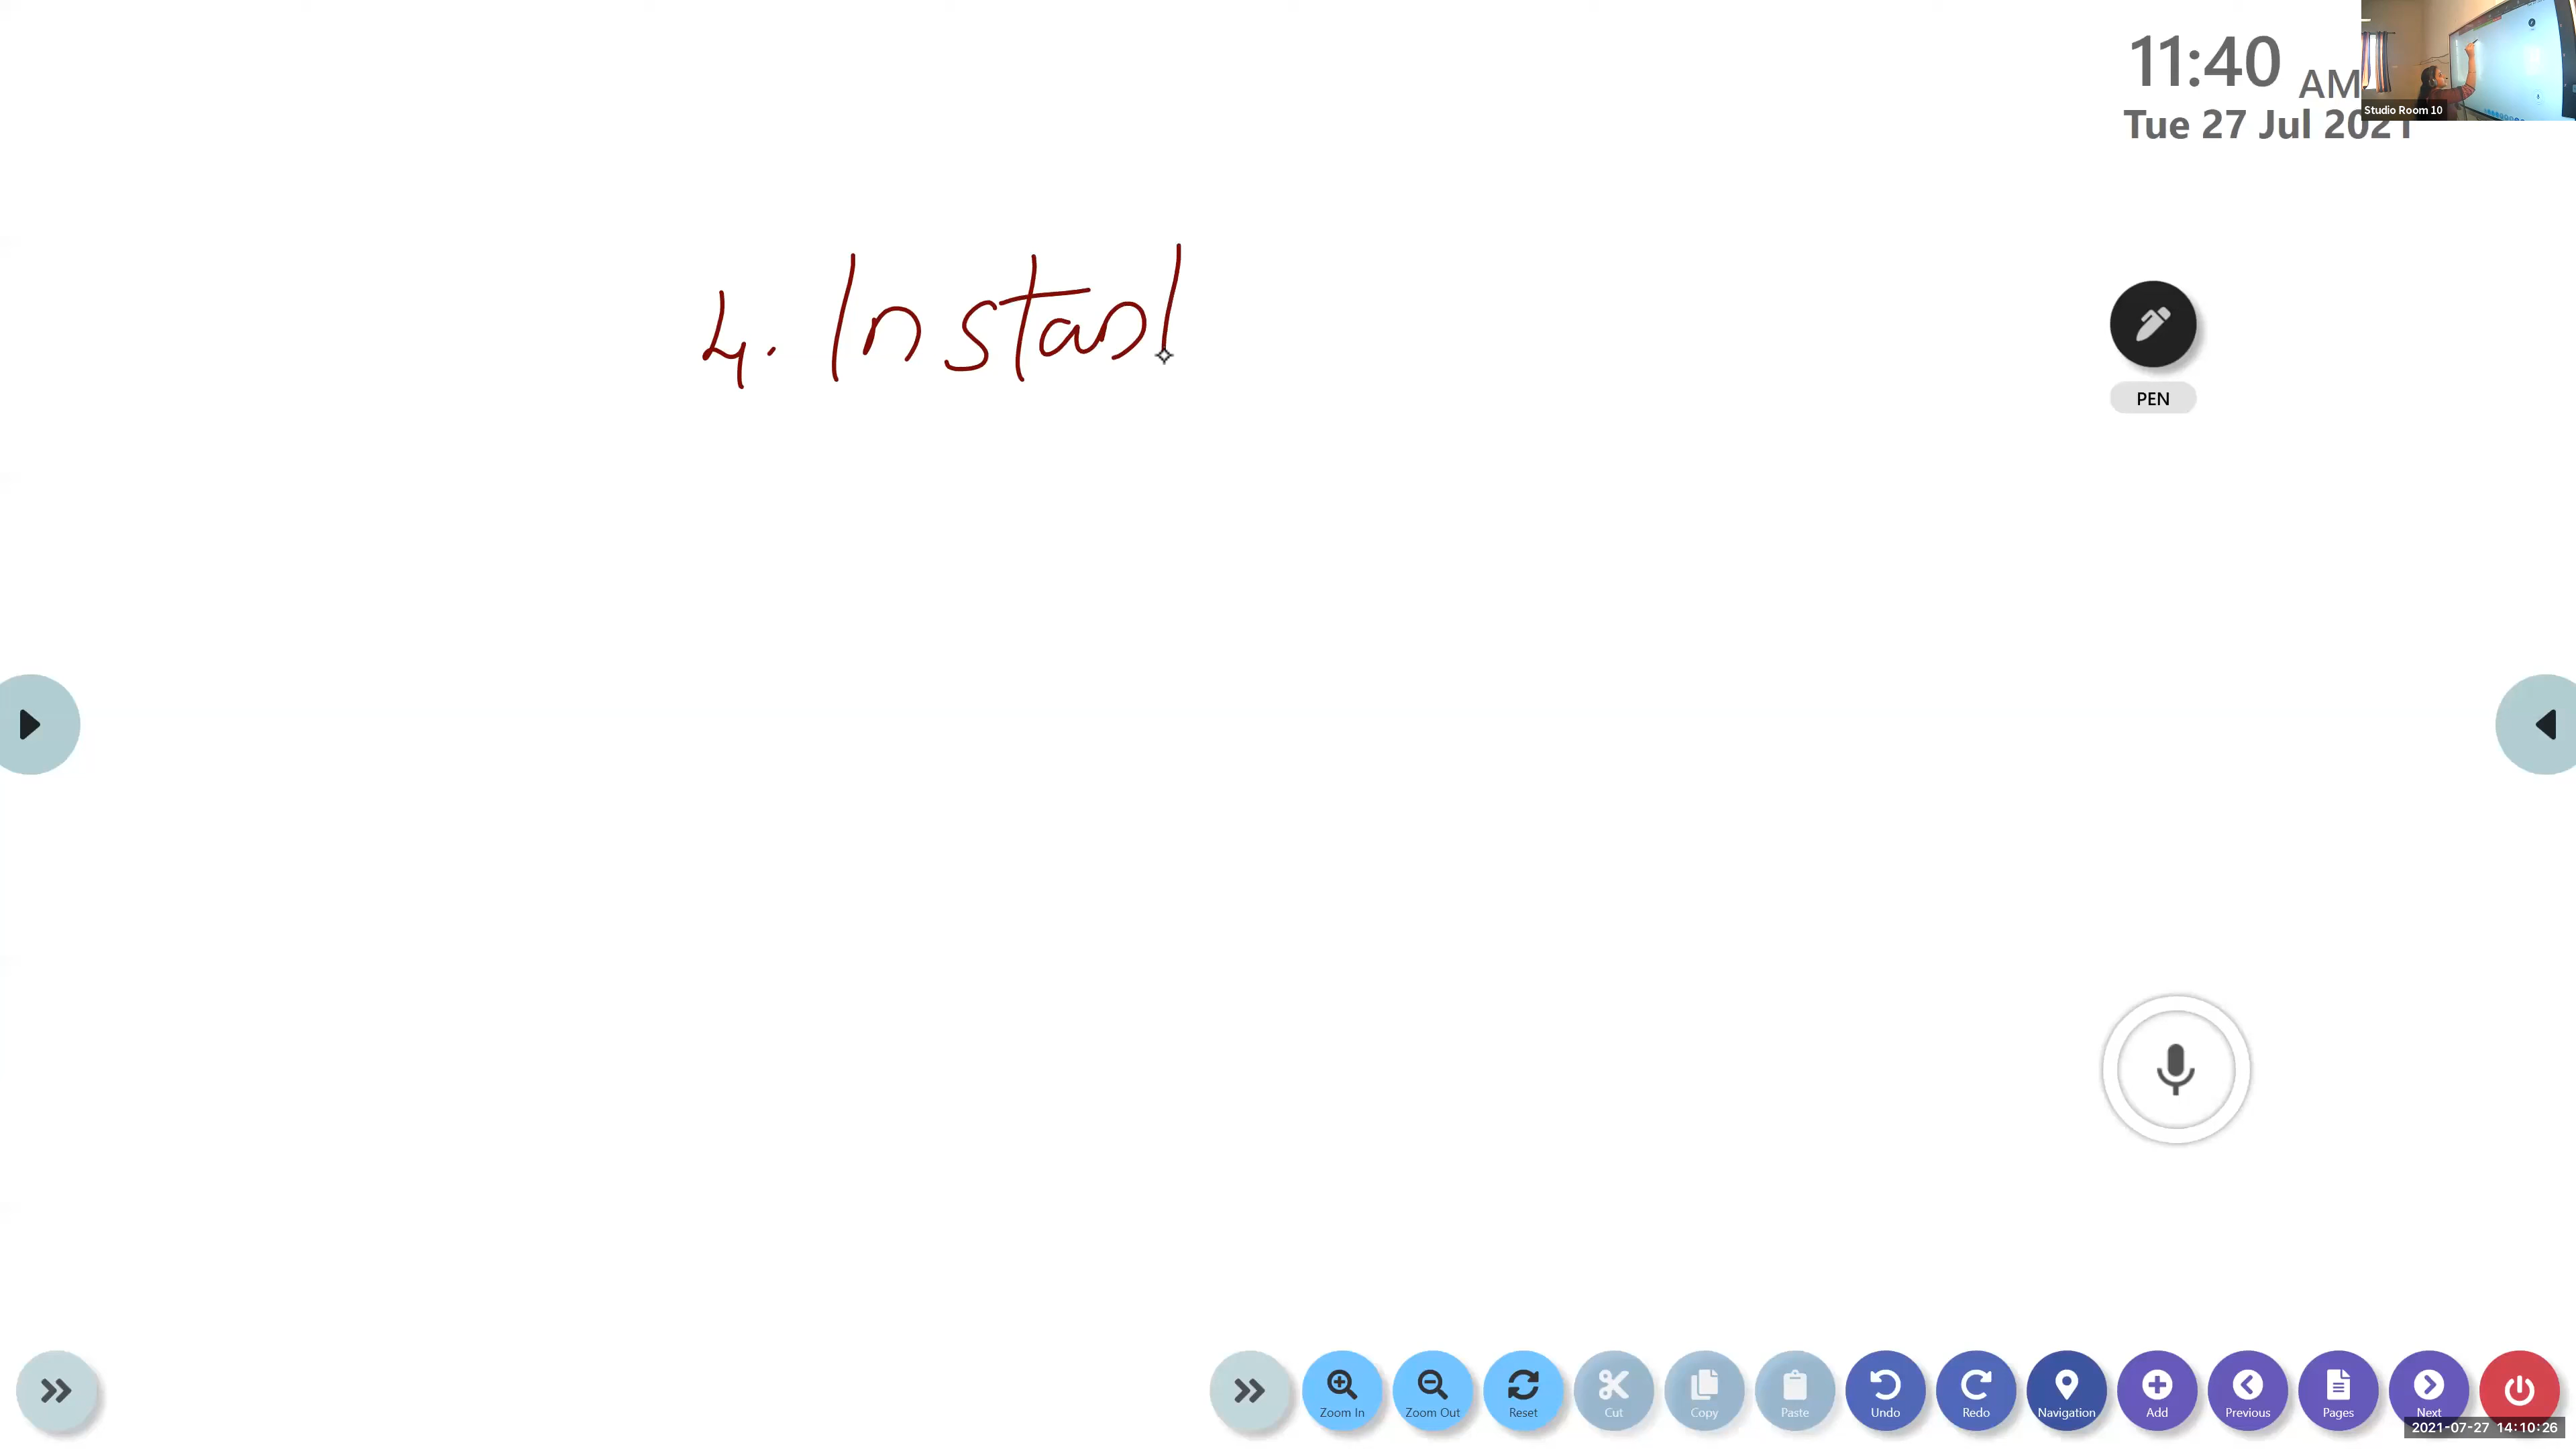 11:40 AM
Studio Room 10
Tue 27 Jul 2021
4. Instan
PEN
Zoom In Zoom Out Reset Cut Copy Paste Undo Redo Navigation Add Previous Pages Next
2021-07-27 14:10:26